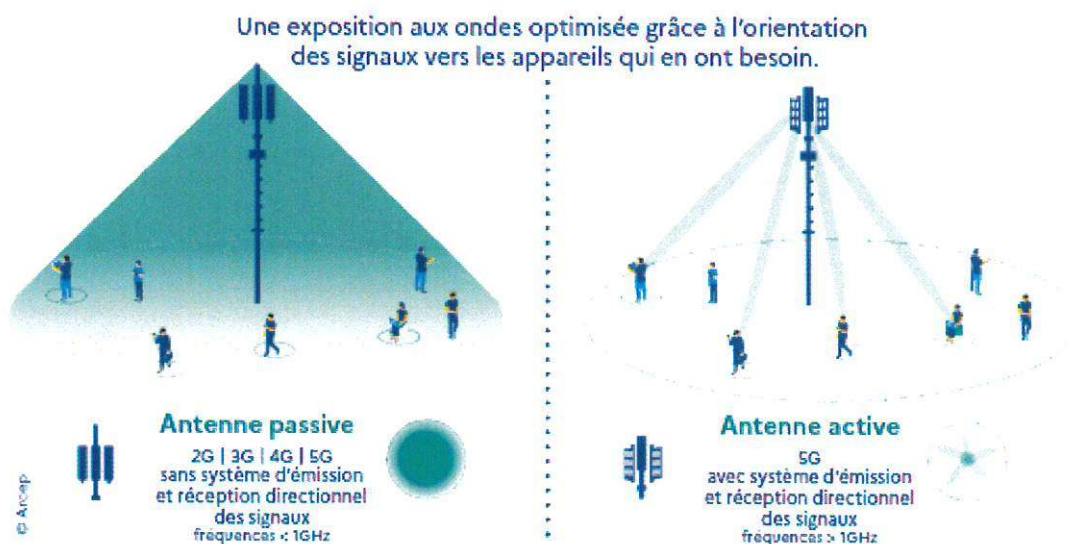 Une exposition aux ondes optimisée grâce à l'orientation
des signaux vers les appareils qui en ont besoin.
Antenne passive
2G | 3G | 4G | 5G
sans système d'émission
et réception directionnel
des signaux
fréquences < 1GHz
© Arcep
Antenne active
5G
avec système d'émission
et réception directionnel
des signaux
fréquences > 1GHz